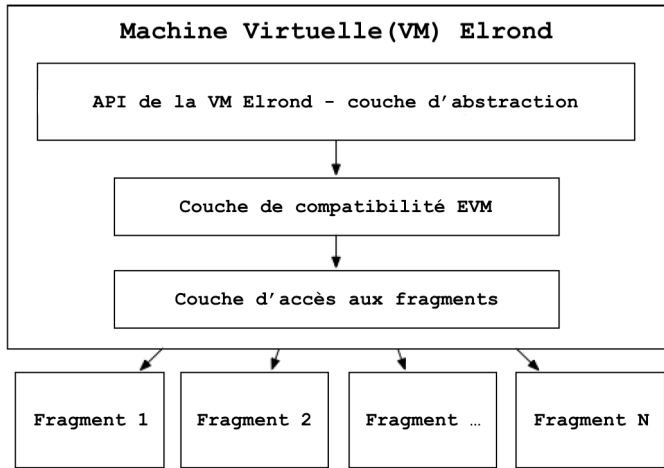 Machine Virtuelle(VM) Elrond
API de la VM Elrond - couche d’abstraction
Couche de compatibilité EVM
Couche d’accès aux fragments
Fragment 1
Fragment 2
Fragment …
Fragment N